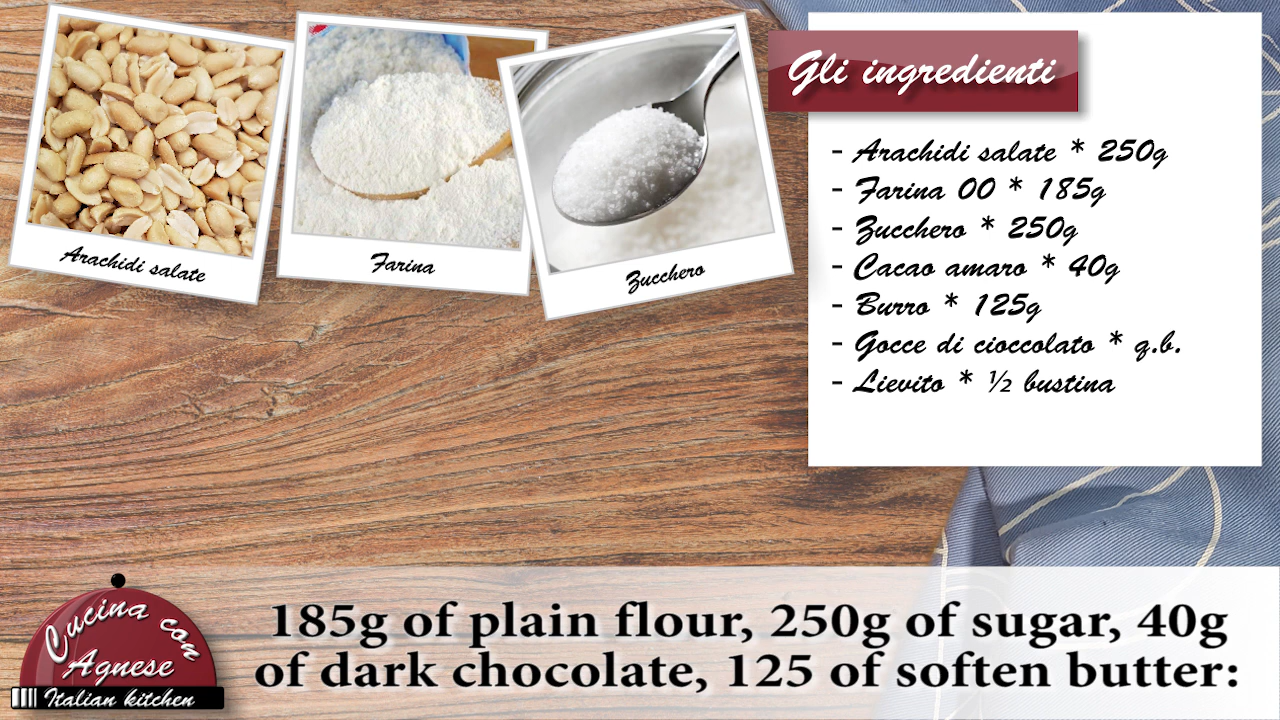 Gli ingredienti
- Arachidi salate * 250g
- Farina 00 * 185g
- Zucchero * 250g
- Cacao amaro * 40g
- Burro * 125g
- Gocce di cioccolato * q.b.
- Lievito * ½ bustina
Arachidi salate
Farina
Zucchero
Cucina con
Agnese
Italian kitchen
185g of plain flour, 250g of sugar, 40g
of dark chocolate, 125 of soften butter: